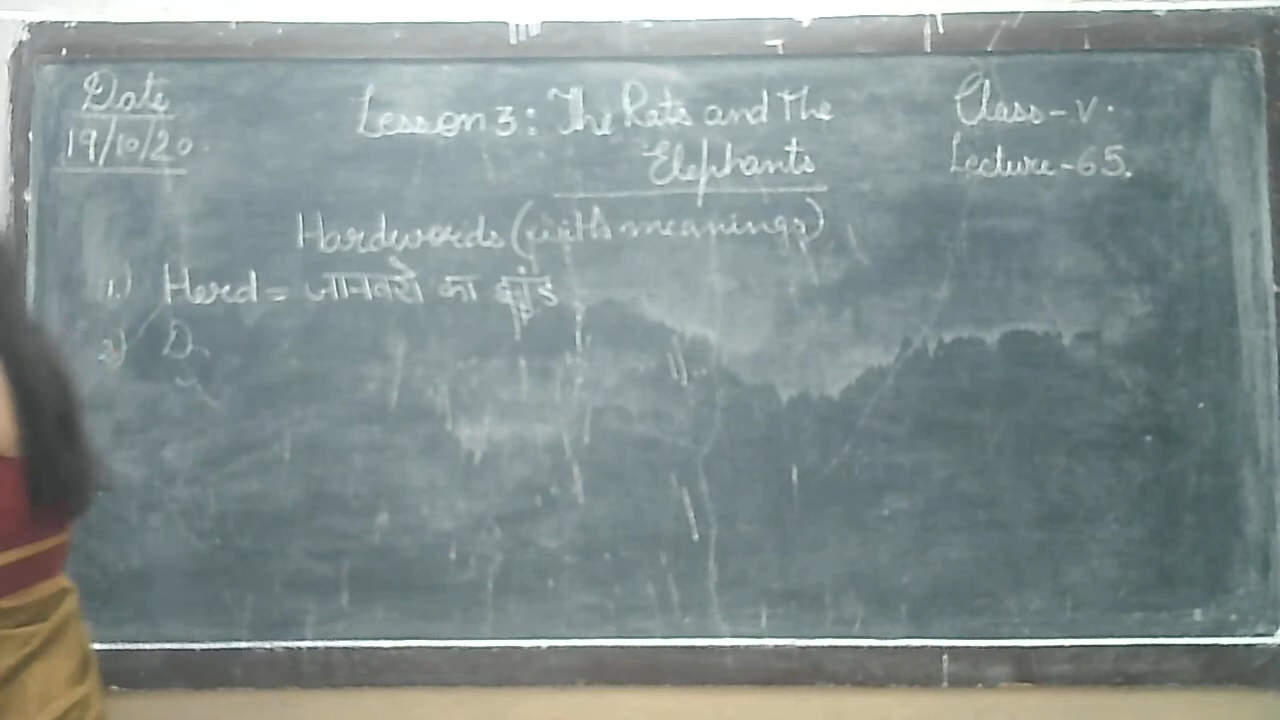 Date
19/10/20.
Lesson 3: The Rats and The
Elephants
Class-V.
Lecture-65.
Hardwords (with meanings)
1.) Herd = जानवरों का झुंड
2) D